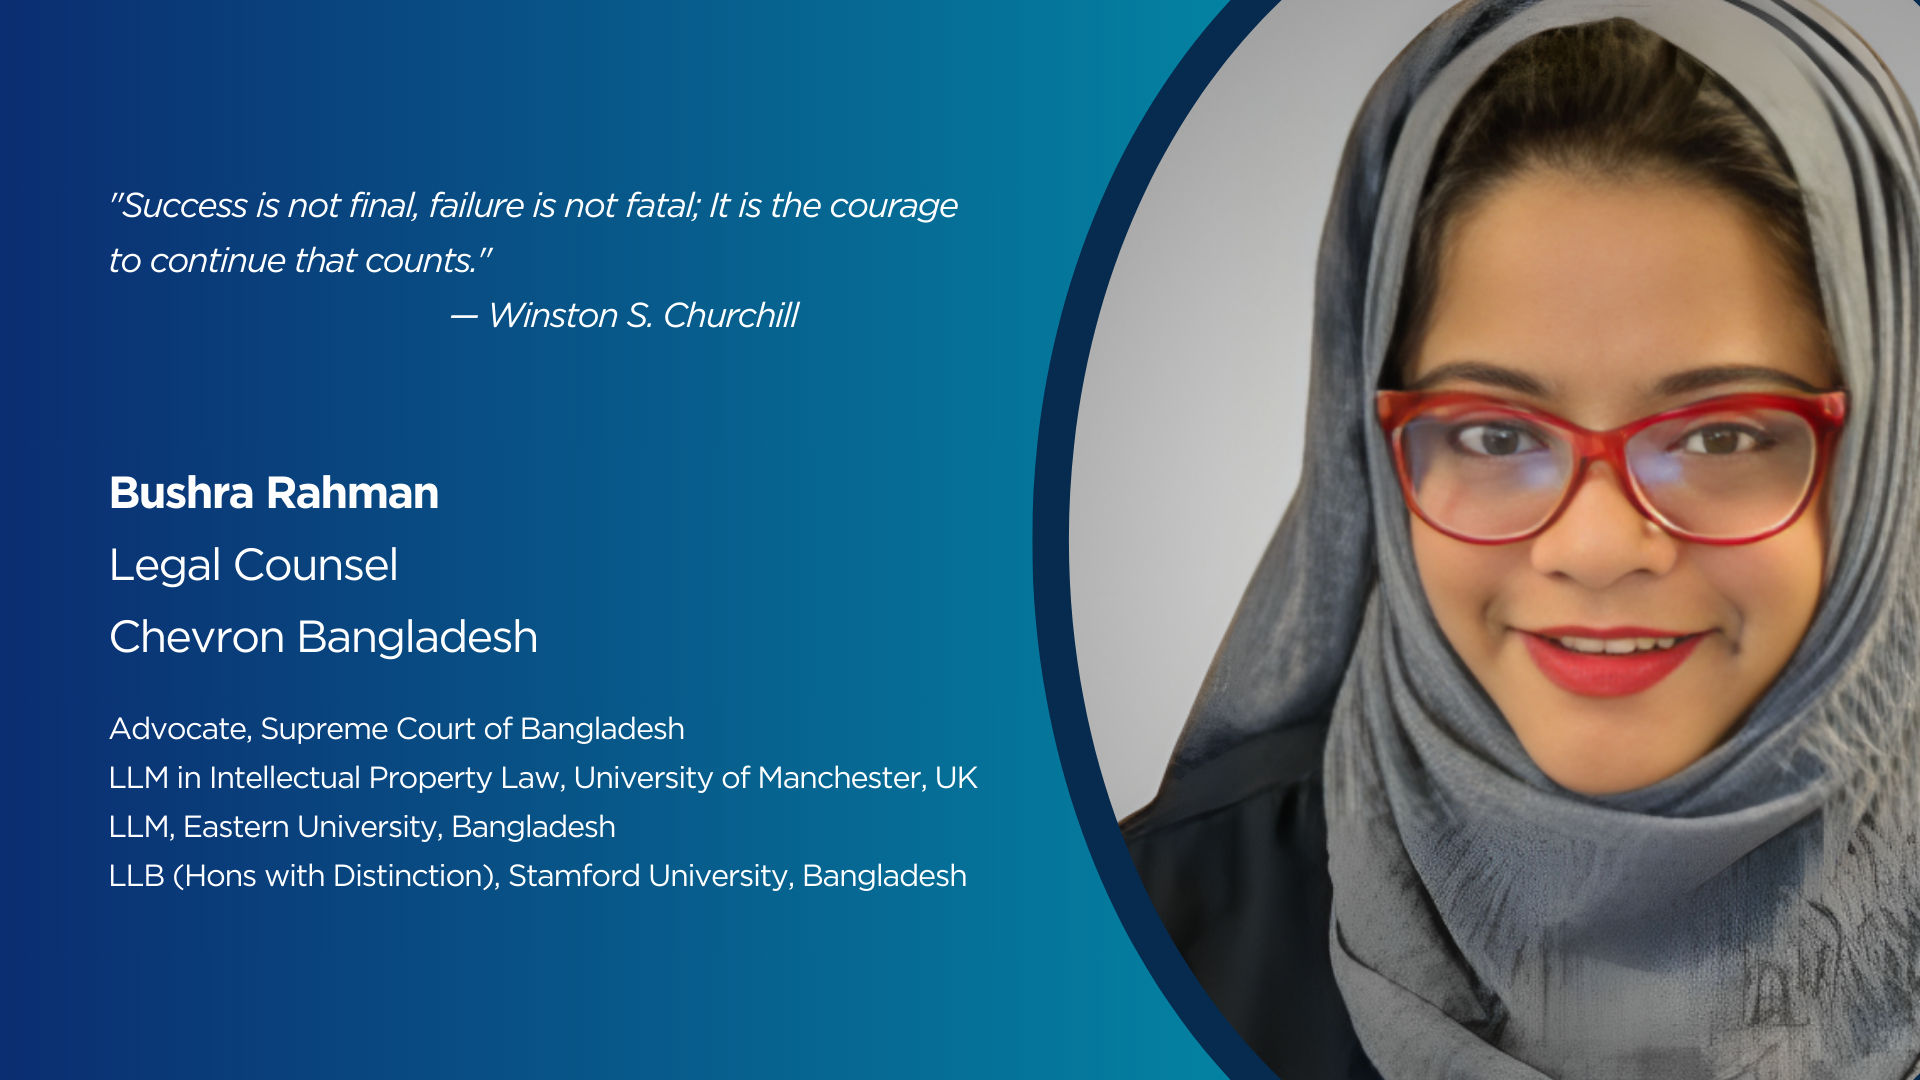 "Success is not final, failure is not fatal; It is the courage
to continue that counts."
— Winston S. Churchill
Bushra Rahman
Legal Counsel
Chevron Bangladesh
Advocate, Supreme Court of Bangladesh
LLM in Intellectual Property Law, University of Manchester, UK
LLM, Eastern University, Bangladesh
LLB (Hons with Distinction), Stamford University, Bangladesh